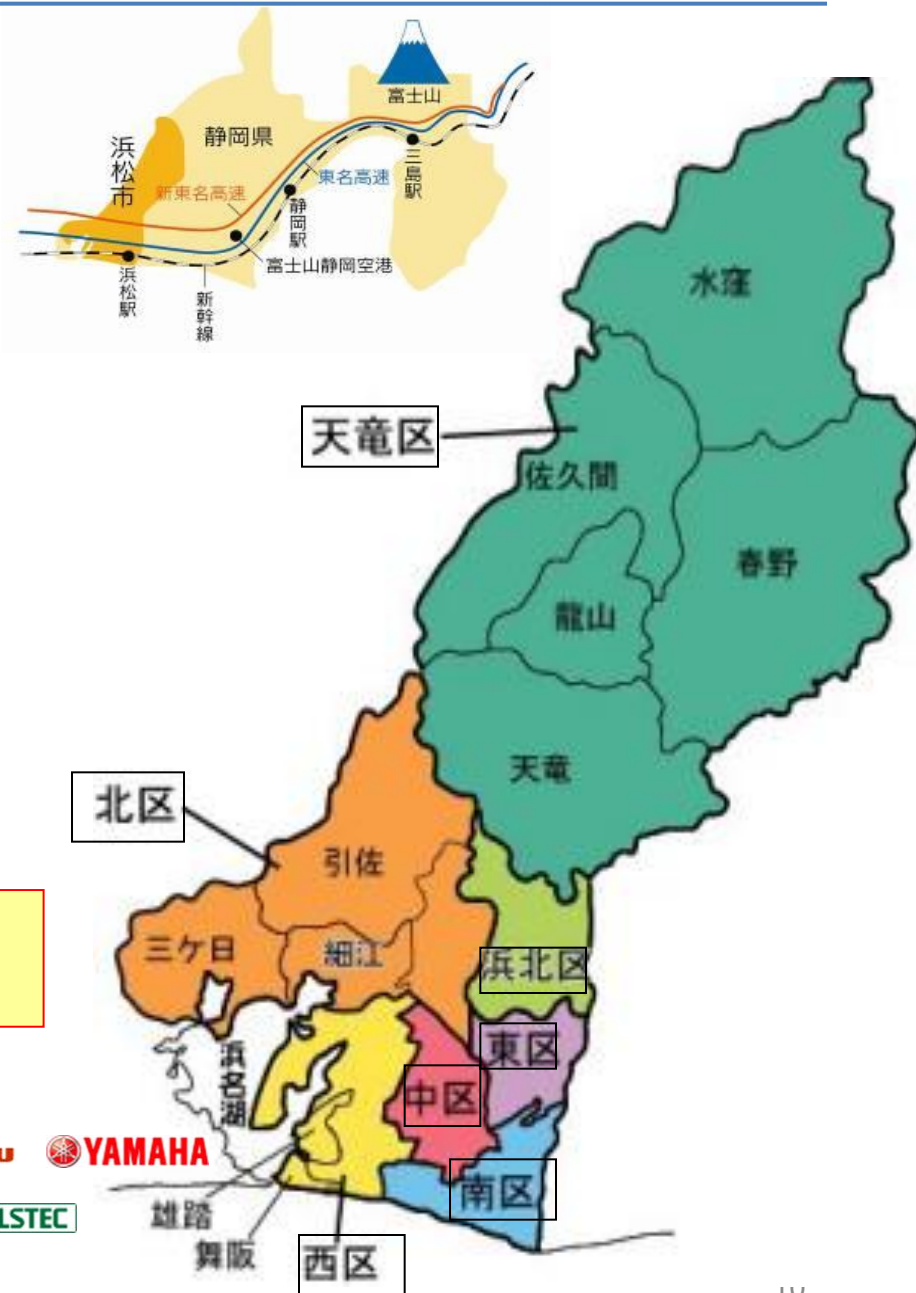 富士山
静岡県
浜松市
新東名高速
東名高速
三島駅
静岡駅
富士山静岡空港
浜松駅
新幹線
水窪
天竜区
佐久間
春野
龍山
天竜
北区
引佐
三ケ日
細江
浜北区
東区
浜名湖
中区
YAMAHA
南区
LSTEC
雄踏
舞阪
西区